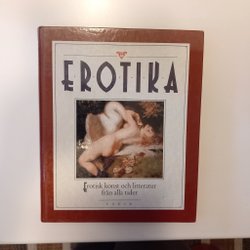 EROTIKA
Erotisk konst och litteratur
från alla tider